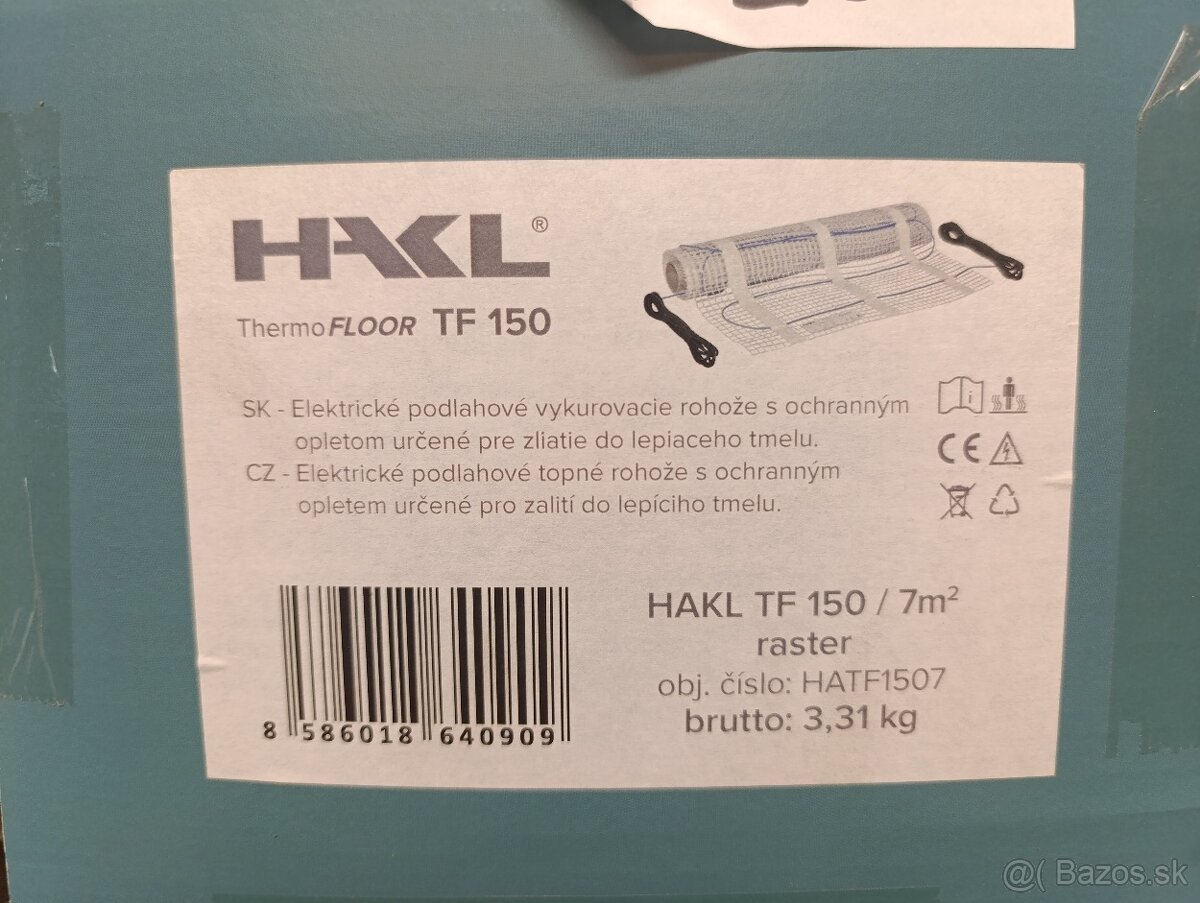 HAKL®
ThermoFLOOR TF 150
SK - Elektrické podlahové vykurovacie rohože s ochranným
opletom určené pre zliatie do lepiaceho tmelu.
CZ - Elektrické podlahové topné rohože s ochranným
opletem určené pro zalití do lepícího tmelu.
CE
8 586018 640909
HAKL TF 150 / 7m²
raster
obj. číslo: HATF1507
brutto: 3,31 kg
@( Bazos.sk